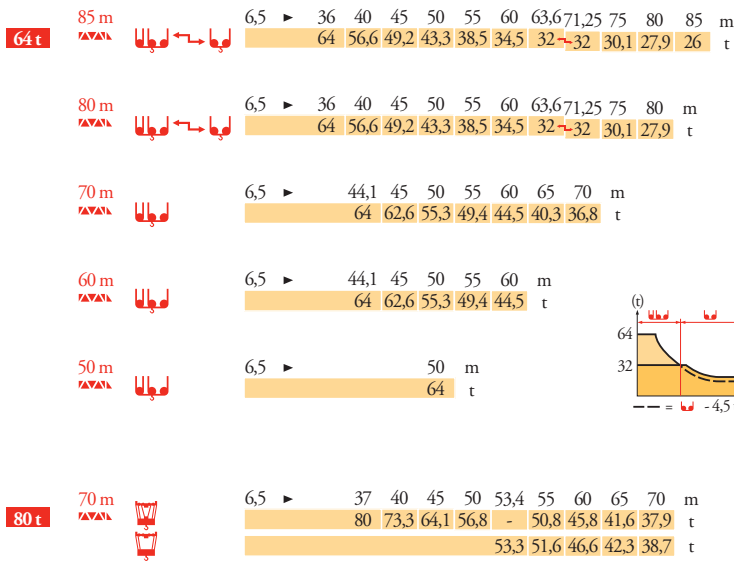 85 m 6,5 ► 36 40 45 50 55 60 63,6 71,25 75 80 85 m
64 t 64 56,6 49,2 43,3 38,5 34,5 32 32 30,1 27,9 26 t
80 m 6,5 ► 36 40 45 50 55 60 63,6 71,25 75 80 m
64 56,6 49,2 43,3 38,5 34,5 32 32 30,1 27,9 t
70 m 6,5 ► 44,1 45 50 55 60 65 70 m
64 62,6 55,3 49,4 44,5 40,3 36,8 t
60 m 6,5 ► 44,1 45 50 55 60 m
64 62,6 55,3 49,4 44,5 t
(t)
64
32
= - 4,5
50 m 6,5 ► 50 m
64 t
70 m 6,5 ► 37 40 45 50 53,4 55 60 65 70 m
80 t 80 73,3 64,1 56,8 - 50,8 45,8 41,6 37,9 t
53,3 51,6 46,6 42,3 38,7 t